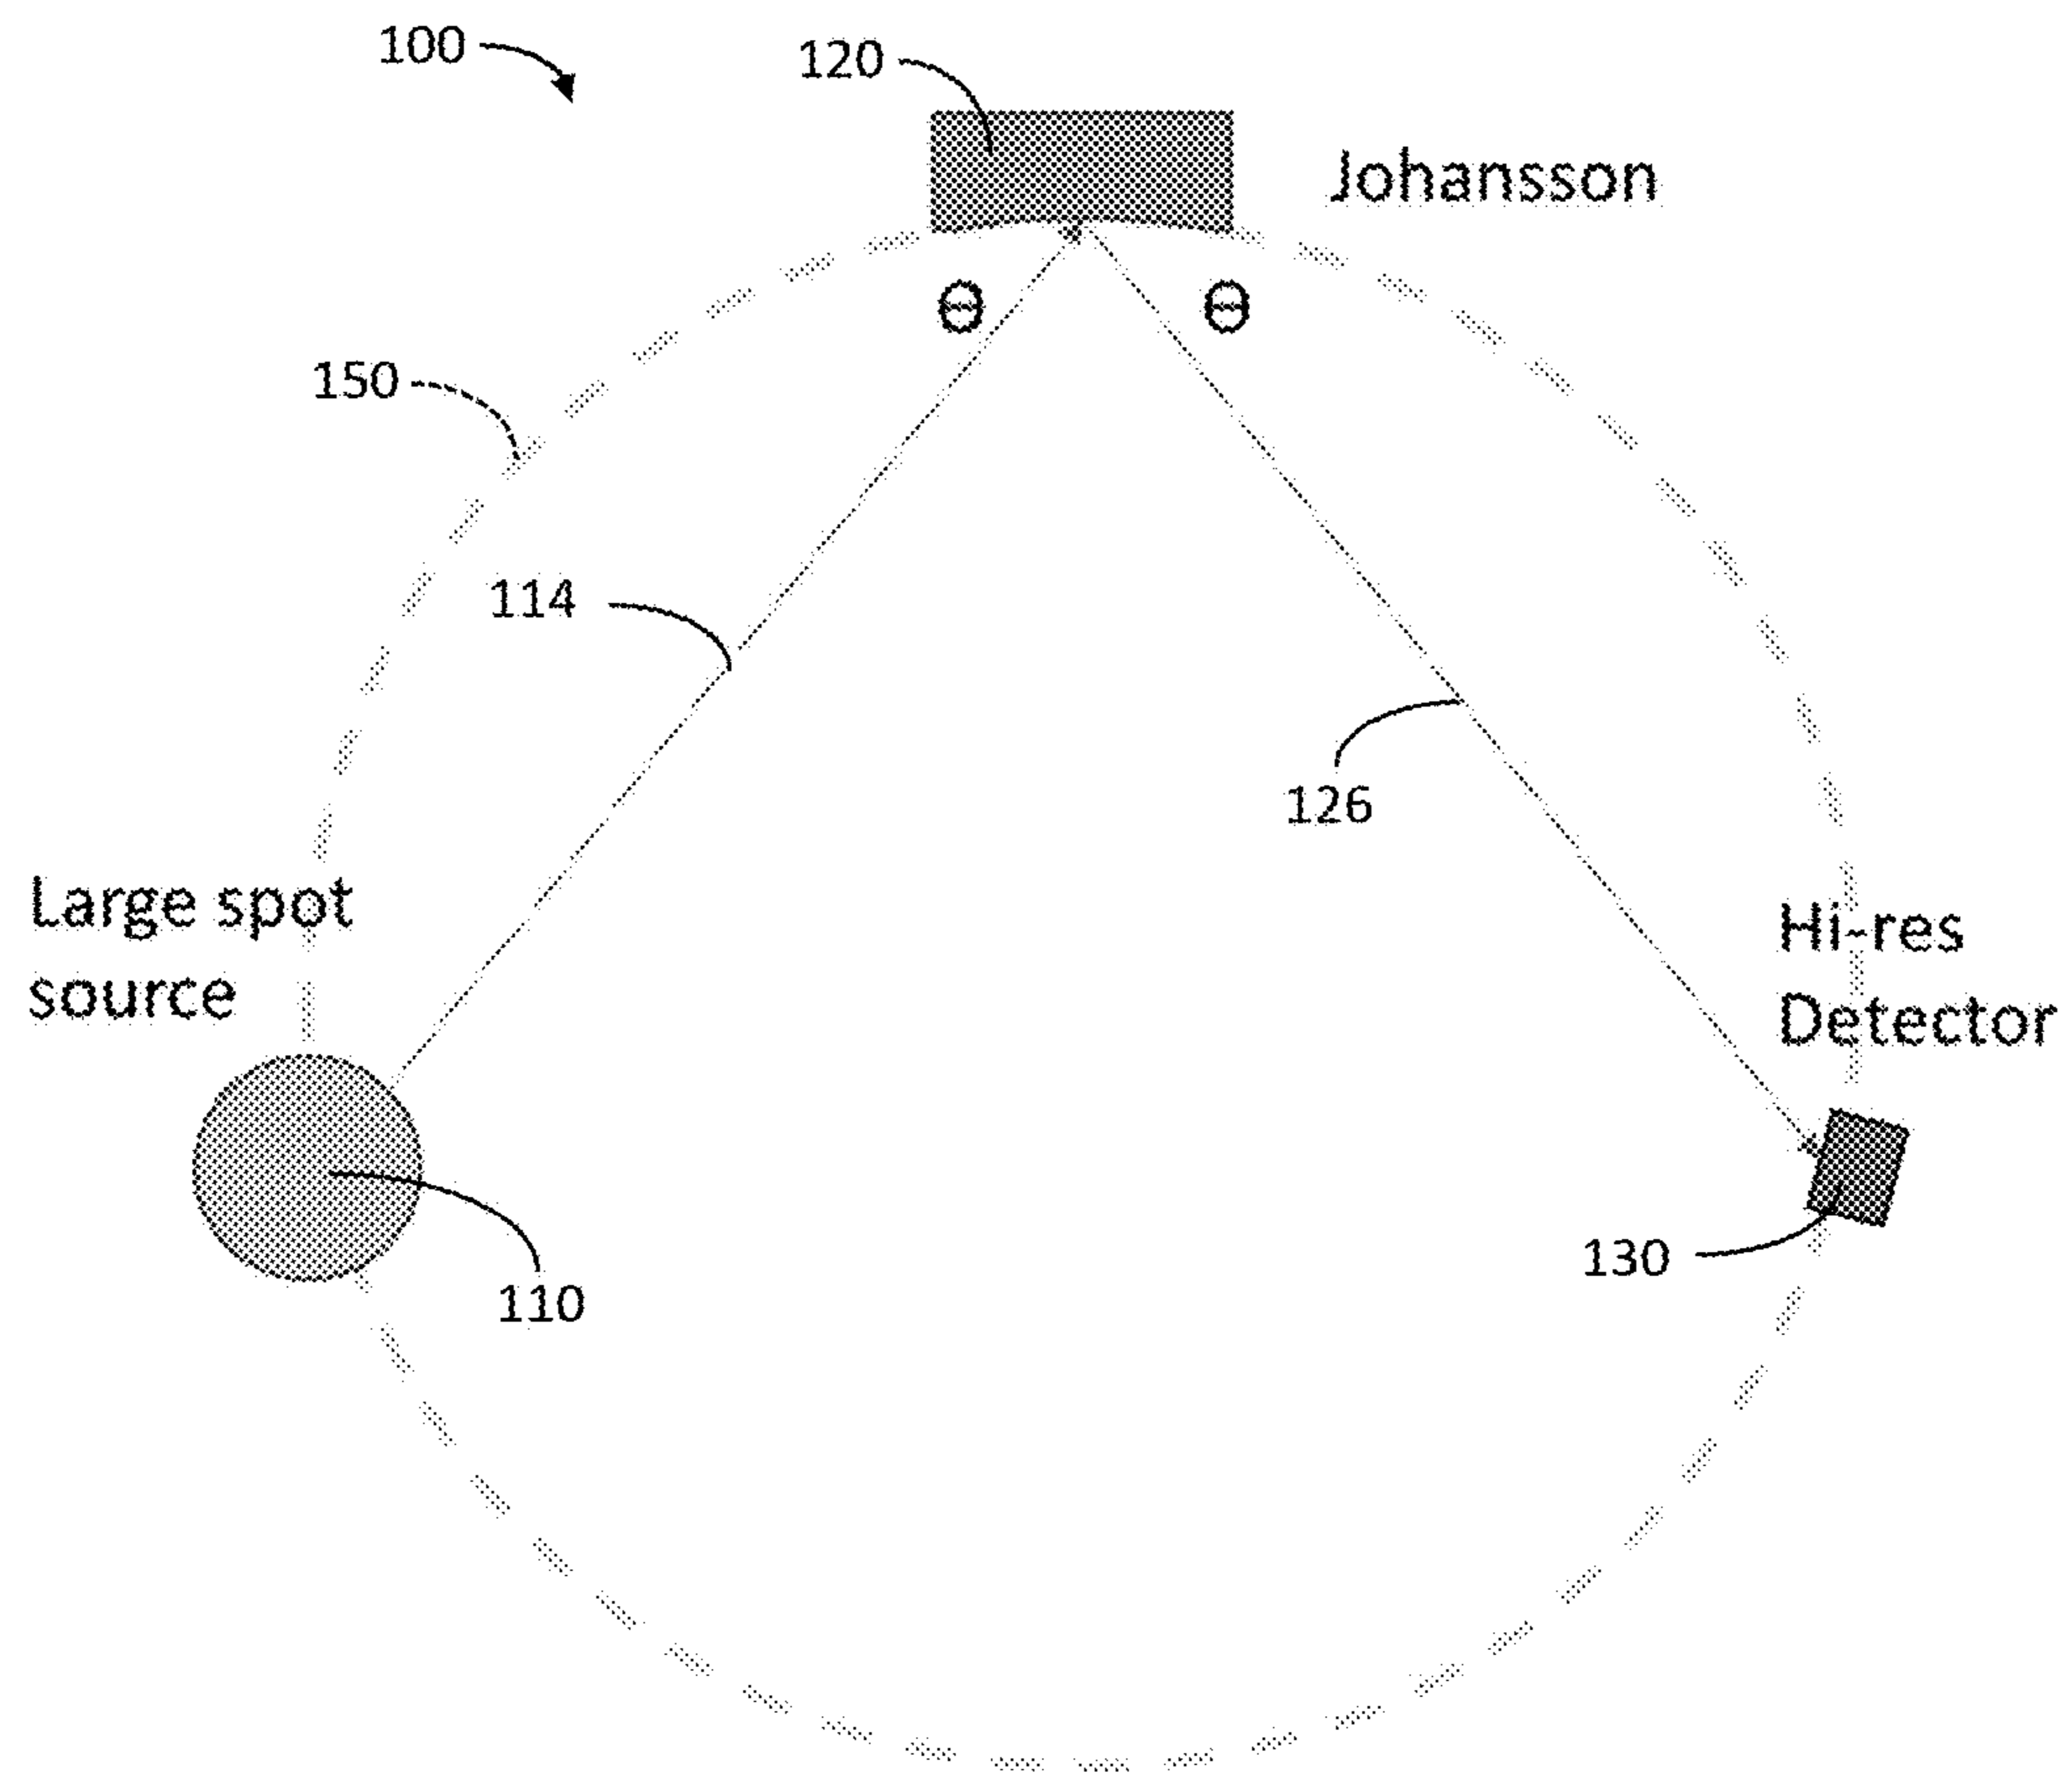 100
120
Johansson
Θ
Θ
150
114
126
Large spot
source
Hi-res
Detector
110
130